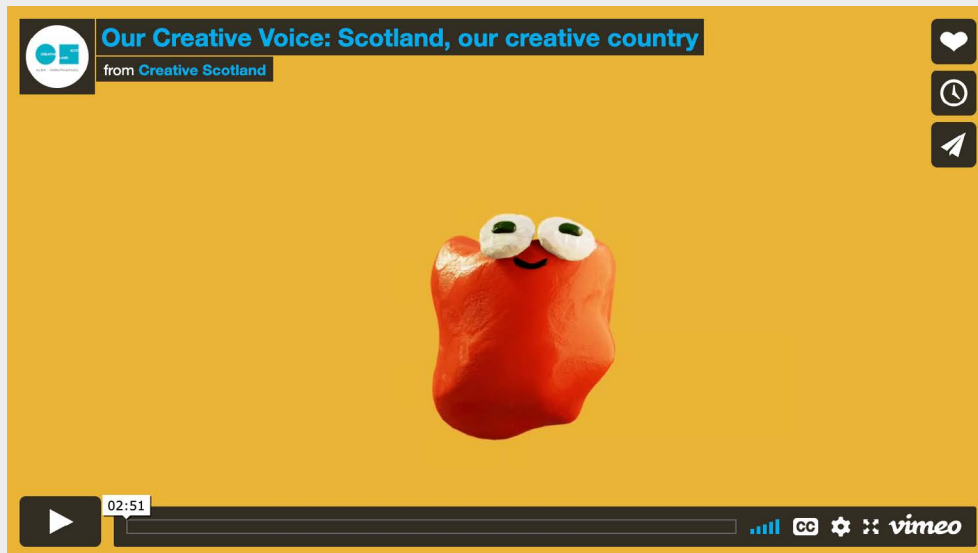 Our Creative Voice: Scotland, our creative country
from Creative Scotland
02:51
CC
vimeo